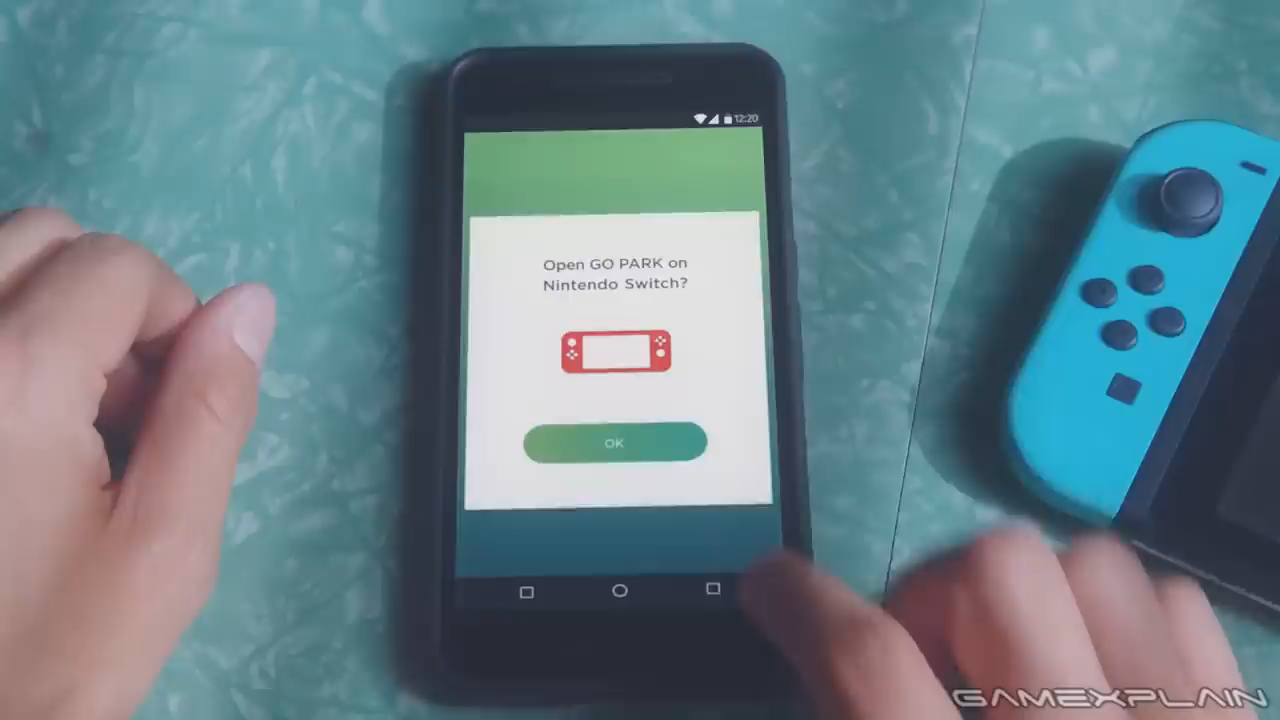 12:20
Open GO PARK on
Nintendo Switch?
OK
GAMEXPLAIN